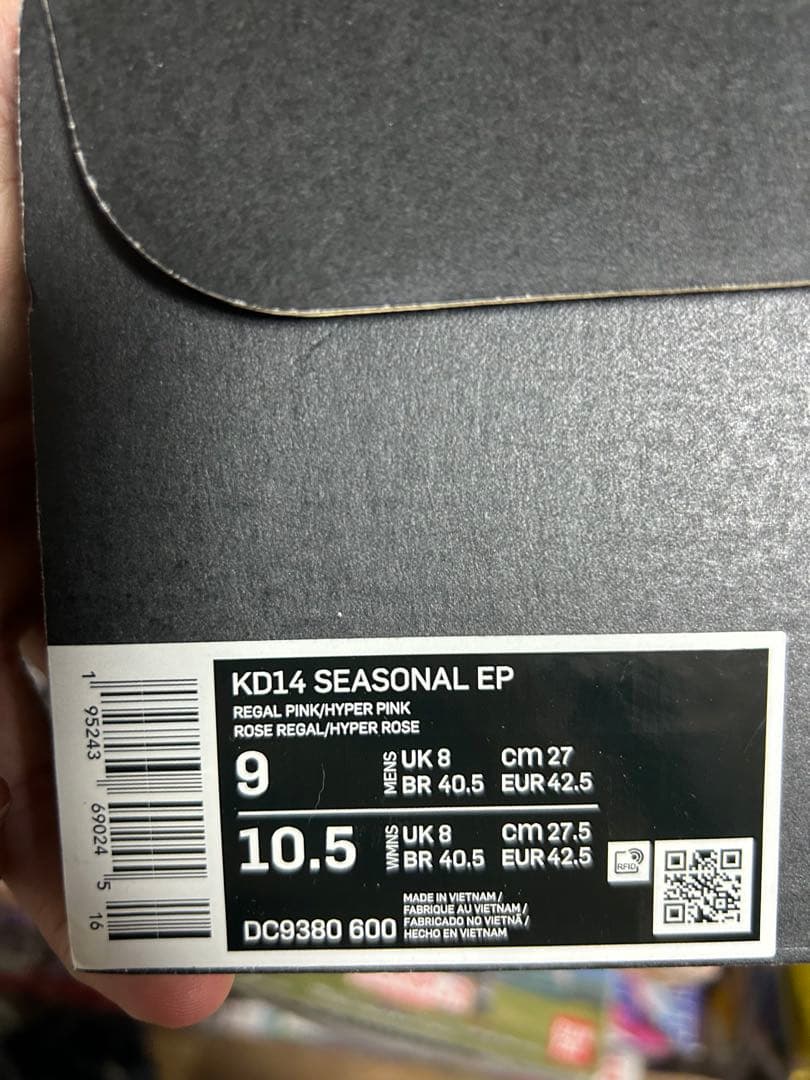 KD14 SEASONAL EP
REGAL PINK/HYPER PINK
ROSE REGAL/HYPER ROSE
9 MENS UK 8 cm 27
BR 40.5 EUR 42.5
10.5 WMNS UK 8 cm 27.5
BR 40.5 EUR 42.5
RFID
DC9380 600
MADE IN VIETNAM /
FABRIQUE AU VIETNAM /
FABRICADO NO VIETNÃ /
HECHO EN VIETNAM
1 95243 69024 5 16